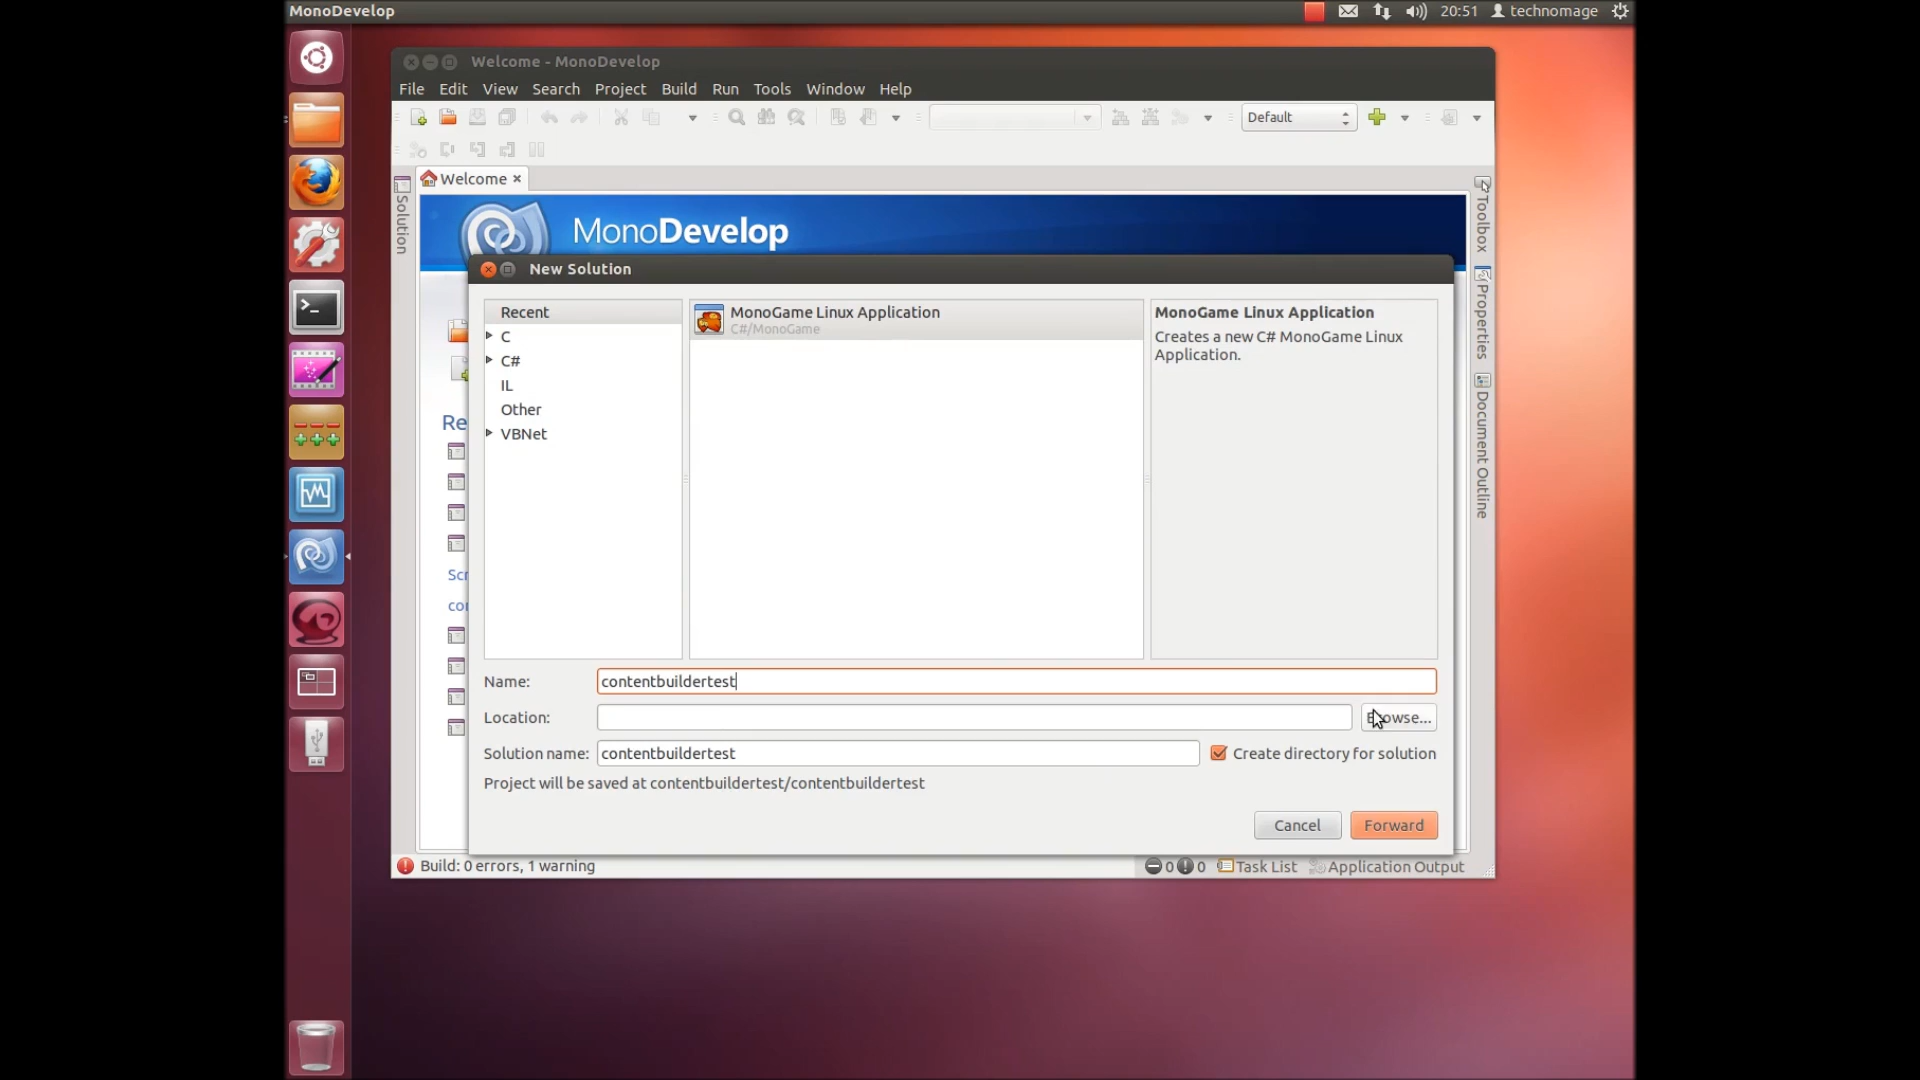 MonoDevelop
20:51 technomage
Welcome - MonoDevelop
File Edit View Search Project Build Run Tools Window Help
Default
Solution
Welcome
Toolbox
Properties
Document Outline
MonoDevelop
New Solution
Recent
C
C#
IL
Other
VBNet
MonoGame Linux Application
C#/MonoGame
MonoGame Linux Application
Creates a new C# MonoGame Linux
Application.
Name: contentbuildertest
Location: Browse...
Solution name: contentbuildertest Create directory for solution
Project will be saved at contentbuildertest/contentbuildertest
Cancel Forward
Build: 0 errors, 1 warning
0 0 Task List Application Output